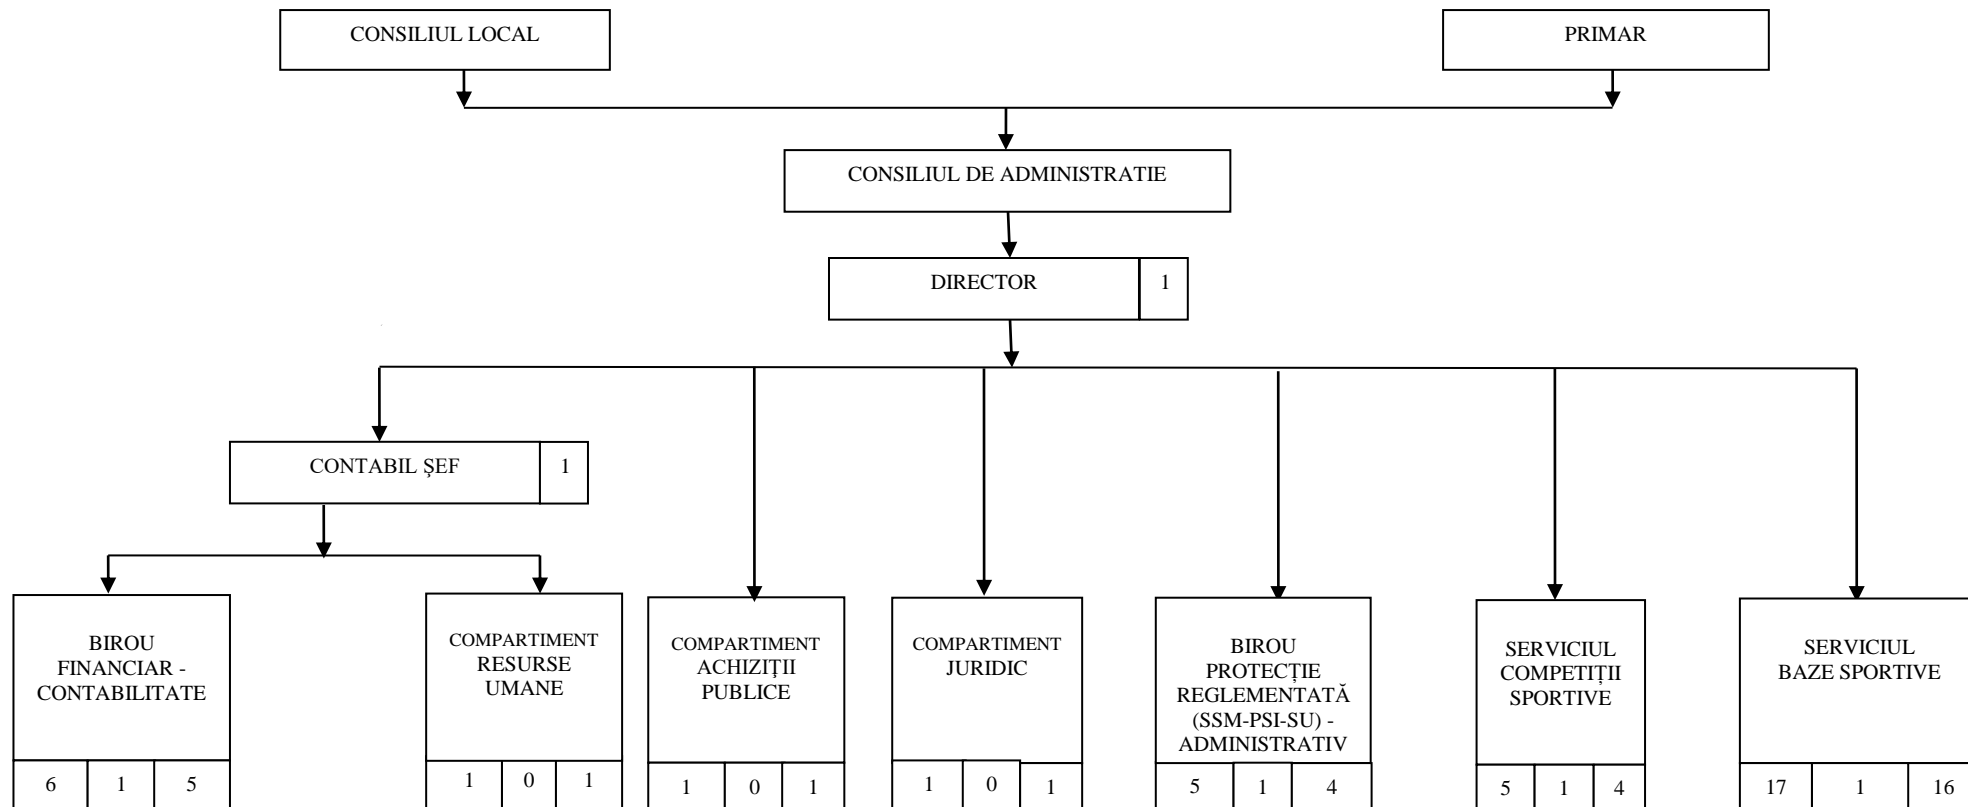 CONSILIUL LOCAL
PRIMAR
CONSILIUL DE ADMINISTRATIE
DIRECTOR
1
CONTABIL ŞEF
1
BIROU
FINANCIAR -
CONTABILITATE
6 1 5
COMPARTIMENT
RESURSE
UMANE
1 0 1
COMPARTIMENT
ACHIZIŢII
PUBLICE
1 0 1
COMPARTIMENT
JURIDIC
1 0 1
BIROU
PROTECȚIE
REGLEMENTATĂ
(SSM-PSI-SU) -
ADMINISTRATIV
5 1 4
SERVICIUL
COMPETIȚII
SPORTIVE
5 1 4
SERVICIUL
BAZE SPORTIVE
17 1 16